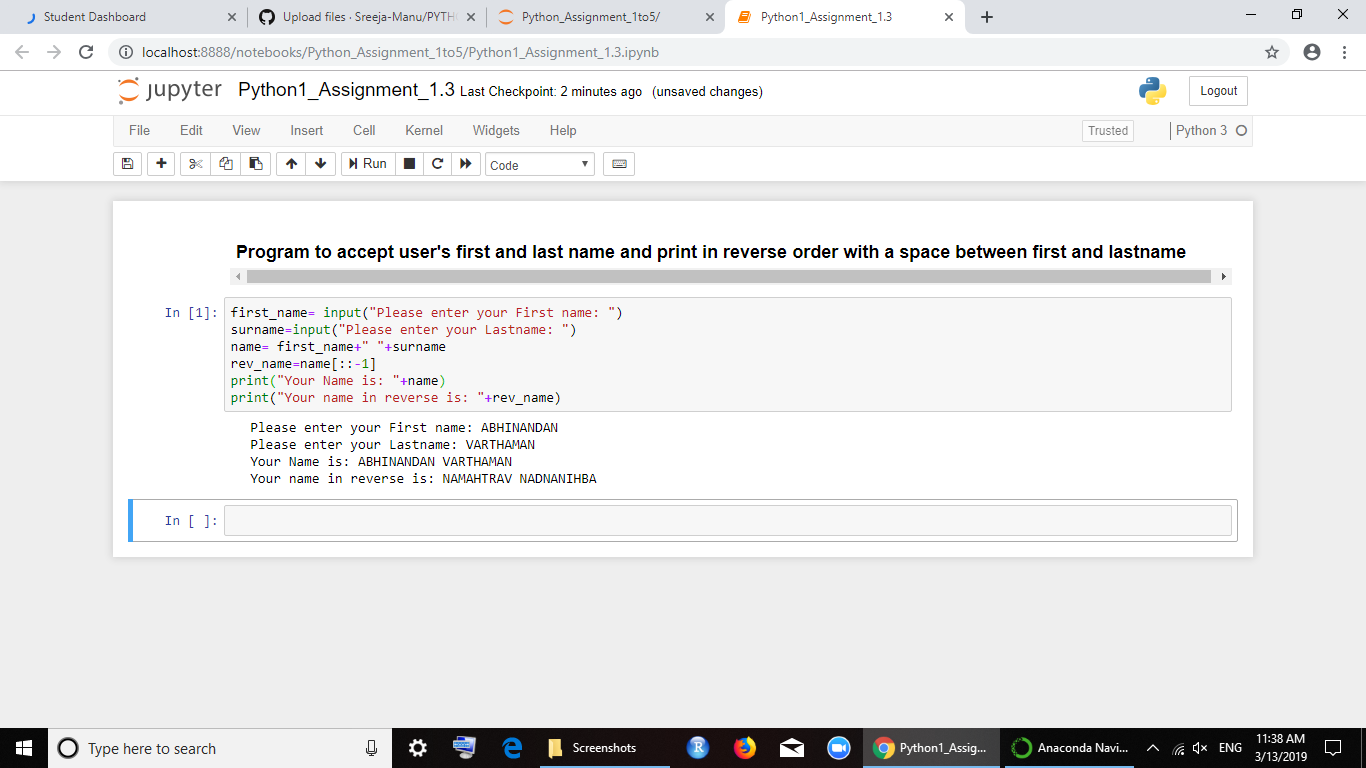 Student Dashboard
Upload files · Sreeja-Manu/PYTH
Python_Assignment_1to5/
Python1_Assignment_1.3
localhost:8888/notebooks/Python_Assignment_1to5/Python1_Assignment_1.3.ipynb
jupyter Python1_Assignment_1.3 Last Checkpoint: 2 minutes ago (unsaved changes)
Logout
File Edit View Insert Cell Kernel Widgets Help
Trusted
Python 3
Run
Code
Program to accept user's first and last name and print in reverse order with a space between first and lastname
In [1]:
first_name= input("Please enter your First name: ")
surname=input("Please enter your Lastname: ")
name= first_name+" "+surname
rev_name=name[::-1]
print("Your Name is: "+name)
print("Your name in reverse is: "+rev_name)
Please enter your First name: ABHINANDAN
Please enter your Lastname: VARTHAMAN
Your Name is: ABHINANDAN VARTHAMAN
Your name in reverse is: NAMAHTRAV NADNANIHBA
In [ ]:
Type here to search
Screenshots
R
Python1_Assig...
Anaconda Navi...
ENG
11:38 AM
3/13/2019